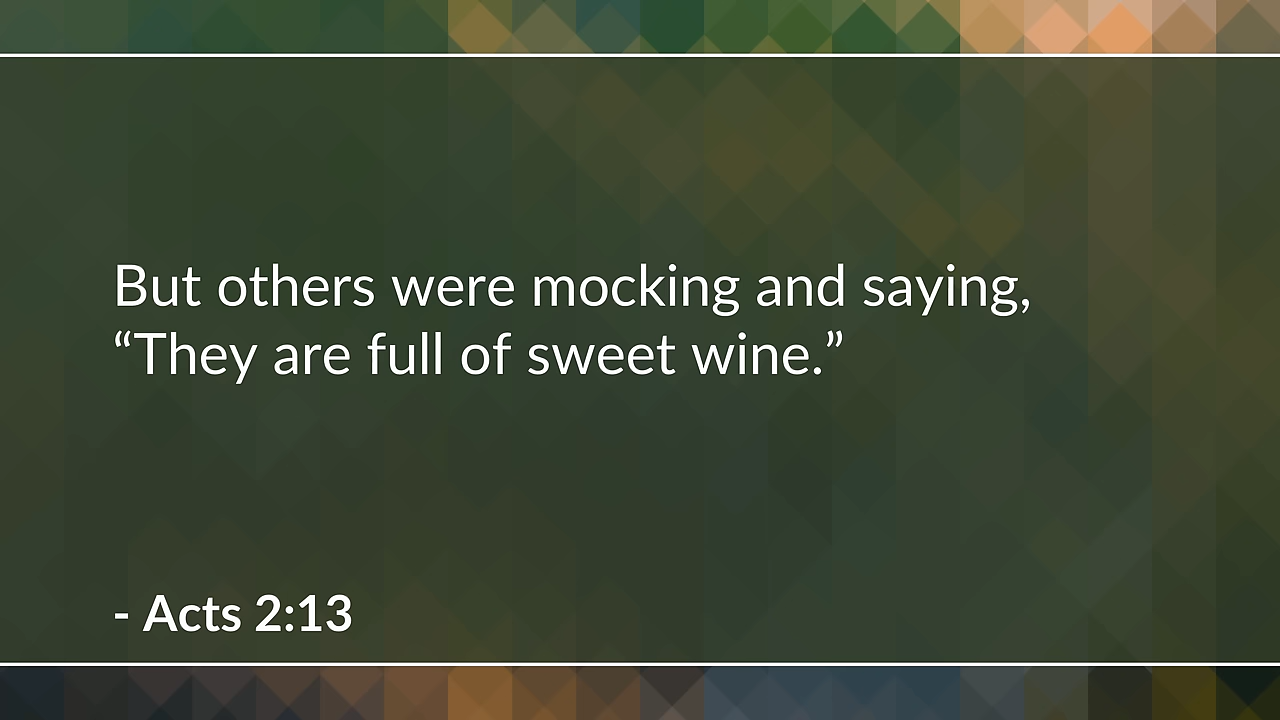 But others were mocking and saying,
“They are full of sweet wine.”
- Acts 2:13